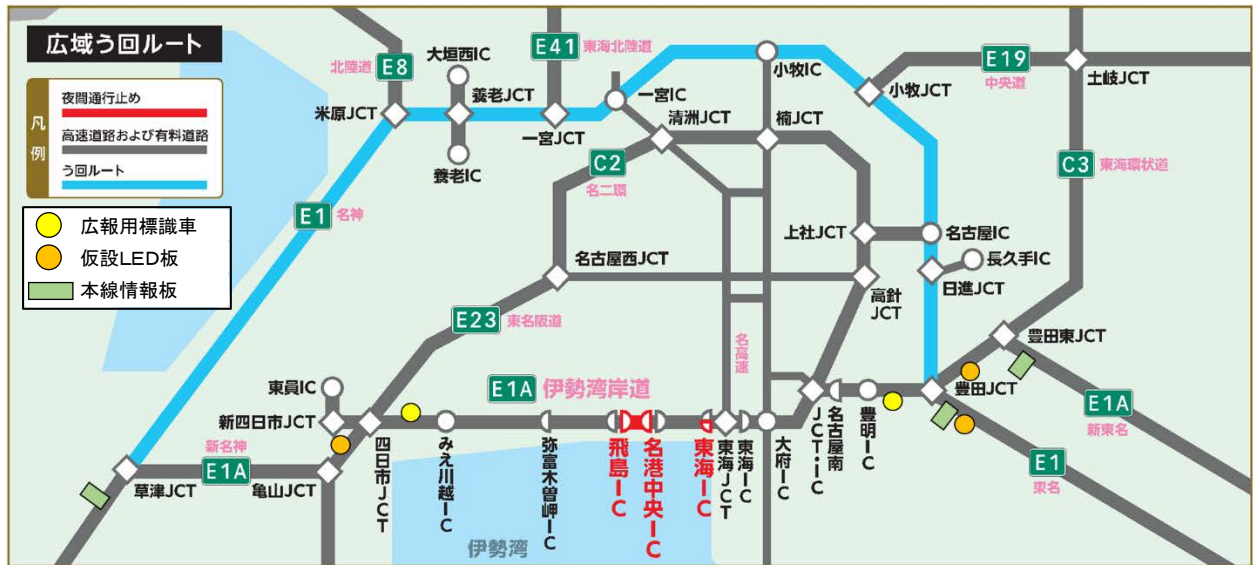 広域う回ルート
凡例
夜間通行止め
高速道路および有料道路
う回ルート
広報用標識車
仮設LED板
本線情報板
北陸道
E8
大垣西IC
E41
東海北陸道
小牧IC
E19
中央道
土岐JCT
米原JCT
養老JCT
一宮JCT
一宮IC
清洲JCT
楠JCT
小牧JCT
養老IC
C2
名二環
C3
東海環状道
E1
名神
名古屋西JCT
上社JCT
名古屋IC
長久手IC
日進JCT
高針
JCT
E23
東名阪道
名高速
豊田東JCT
豊田JCT
東員IC
新四日市JCT
E1A
伊勢湾岸道
E1A
新東名
新名神
E1A
草津JCT
亀山JCT
四日市JCT
みえ川越IC
弥富木曽岬IC
飛島IC
名港中央IC
東海IC
東海JCT
東海IC
大府IC
名古屋南
JCT・IC
豊明IC
E1
東名
伊勢湾